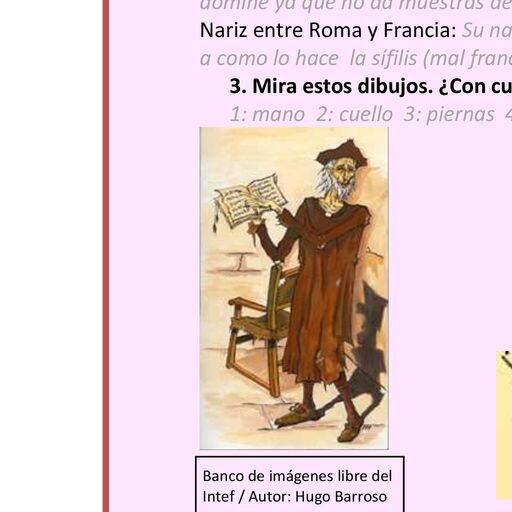 domine ya que no da muestras de
Nariz entre Roma y Francia: Su na
a como lo hace la sífilis (mal franc
3. Mira estos dibujos. ¿Con cu
1: mano 2: cuello 3: piernas 4
Banco de imágenes libre del
Intef / Autor: Hugo Barroso